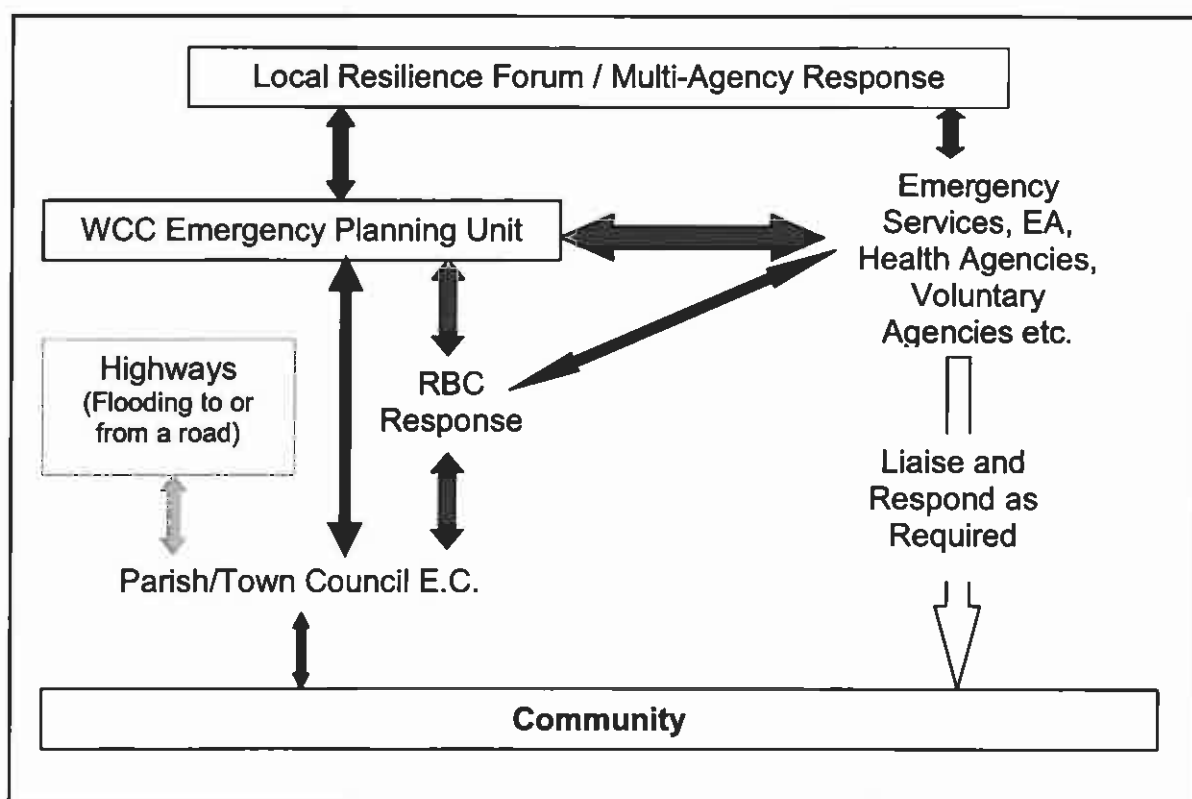 Local Resilience Forum / Multi-Agency Response
WCC Emergency Planning Unit
Emergency
Services, EA,
Health Agencies,
Voluntary
Agencies etc.
Highways
(Flooding to or
from a road)
RBC
Response
Liaise and
Respond as
Required
Parish/Town Council E.C.
Community